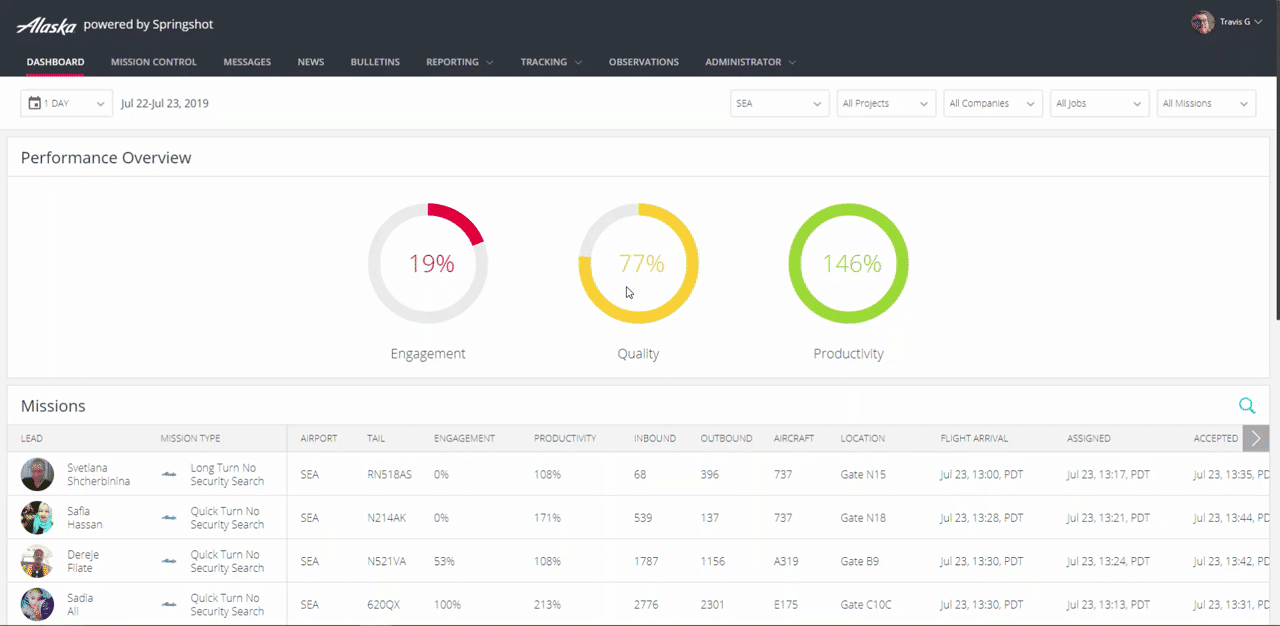 Alaska powered by Springshot
Travis G
DASHBOARD MISSION CONTROL MESSAGES NEWS BULLETINS REPORTING TRACKING OBSERVATIONS ADMINISTRATOR
1 DAY Jul 22-Jul 23, 2019 SEA All Projects All Companies All Jobs All Missions
Performance Overview
19% 77% 146%
Engagement Quality Productivity
Missions
LEAD MISSION TYPE AIRPORT TAIL ENGAGEMENT PRODUCTIVITY INBOUND OUTBOUND AIRCRAFT LOCATION FLIGHT ARRIVAL ASSIGNED ACCEPTED
Svetlana Long Turn No
Shcherbinina Security Search SEA RN518AS 0% 108% 68 396 737 Gate N15 Jul 23, 13:00, PDT Jul 23, 13:17, PDT Jul 23, 13:35, PD
Safia Quick Turn No
Hassan Security Search SEA N214AK 0% 171% 539 137 737 Gate N18 Jul 23, 13:28, PDT Jul 23, 13:21, PDT Jul 23, 13:44, PD
Dereje Quick Turn No
Filate Security Search SEA N521VA 53% 108% 1787 1156 A319 Gate B9 Jul 23, 13:30, PDT Jul 23, 13:24, PDT Jul 23, 13:42, PD
Sadia Quick Turn No
Ali Security Search SEA 620QX 100% 213% 2776 2301 E175 Gate C10C Jul 23, 13:30, PDT Jul 23, 13:13, PDT Jul 23, 13:31, PD